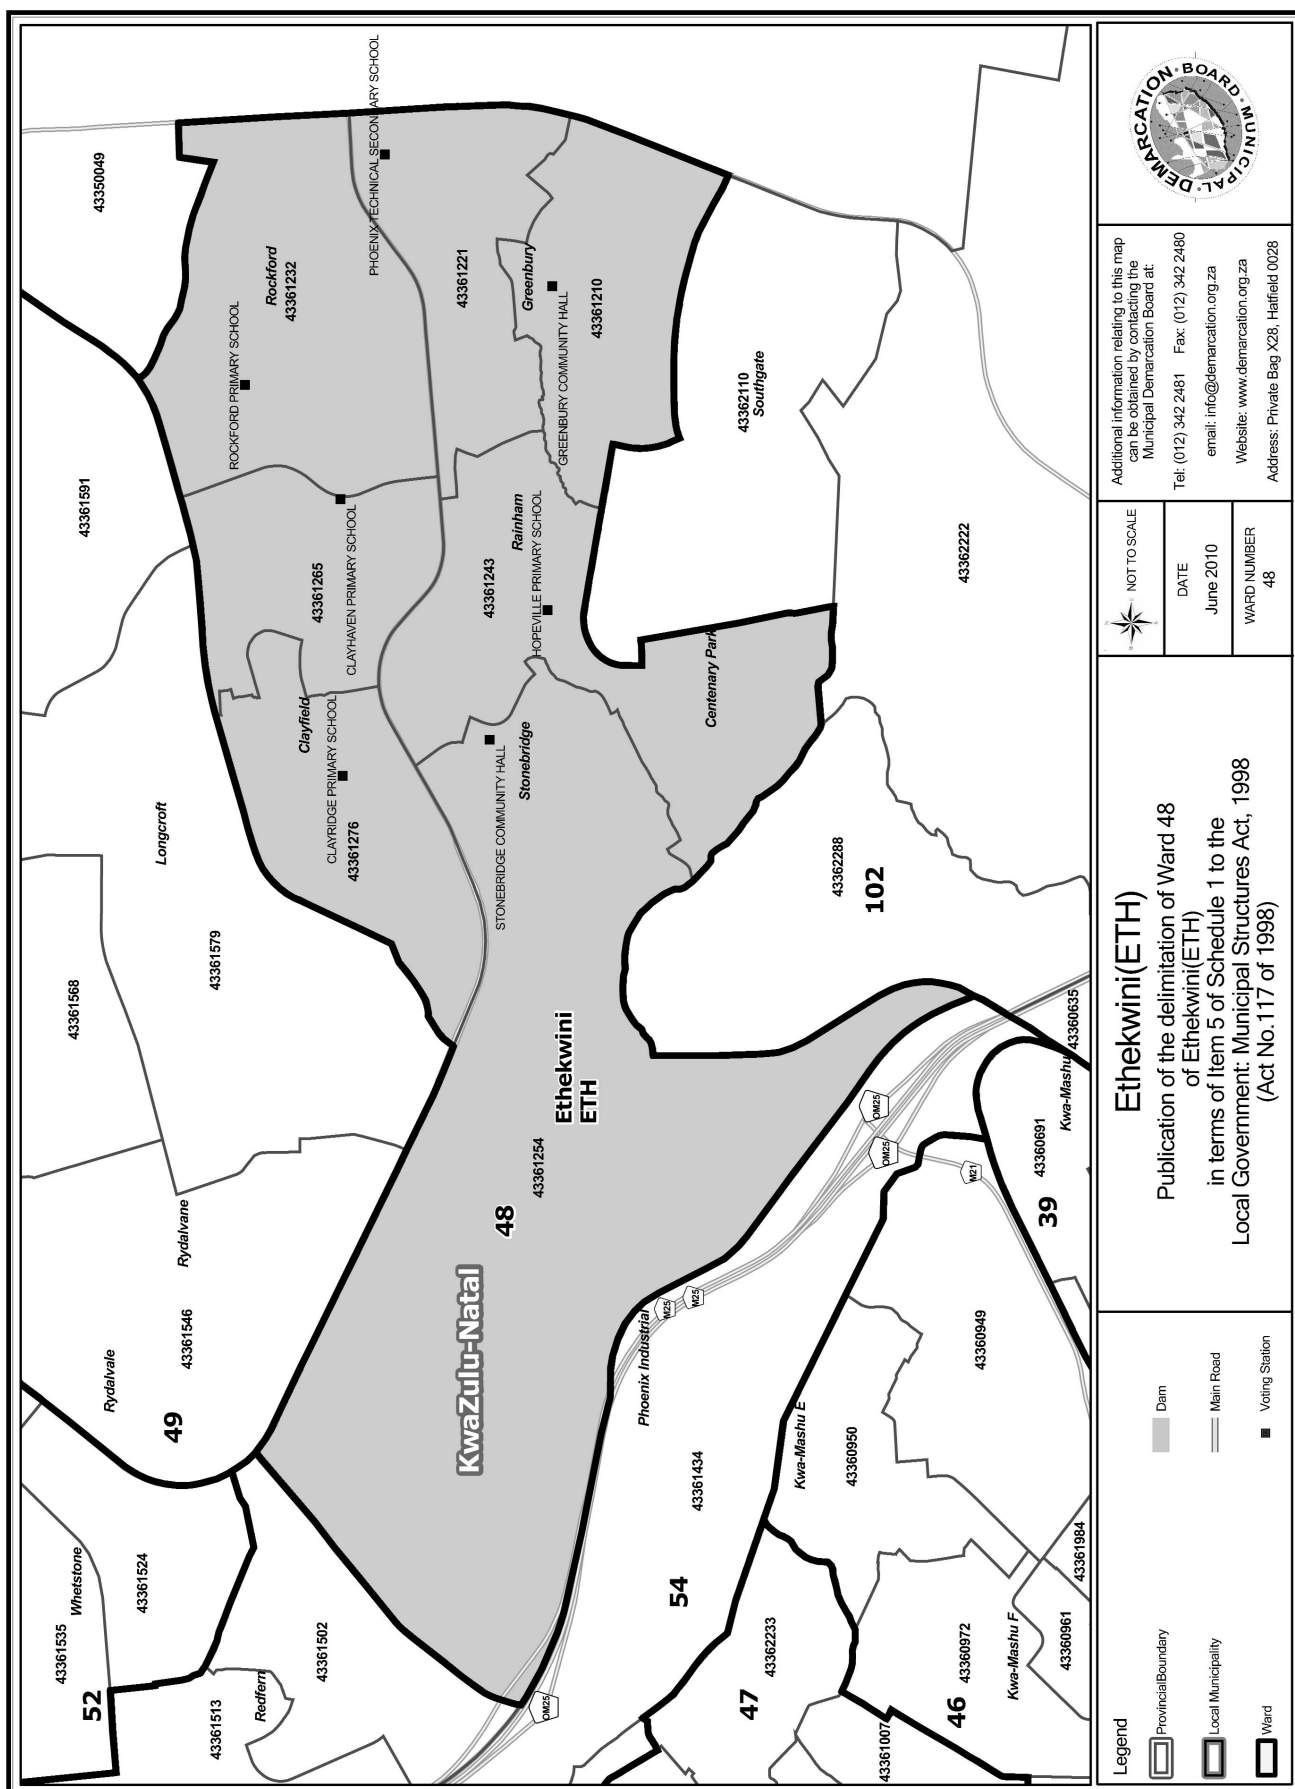 43361535
Whetstone
43361524
52
43361513
Redfern
43361502
Rydalvale
Rydalvane
43361546
49
43361568
43361579
Longcroft
43361591
43350049
Rockford
43361232
ROCKFORD PRIMARY SCHOOL
PHOENIX TECHNICAL SECONDARY SCHOOL
43361265
CLAYHAVEN PRIMARY SCHOOL
Clayfield
CLAYRIDGE PRIMARY SCHOOL
43361276
43361221
Greenbury
GREENBURY COMMUNITY HALL
43361210
43361243
Rainham
HOPEVILLE PRIMARY SCHOOL
STONEBRIDGE COMMUNITY HALL
Stonebridge
Centenary Park
43362110
Southgate
43362222
43362288
102
KwaZulu-Natal
48
43361254
Ethekwini
ETH
OM25
M25
M25
OM25
OM25
M21
Phoenix Industrial
43361434
54
Kwa-Mashu E
43360950
43360949
39
43360691
Kwa-Mashu
43360635
47
43362233
46
43360972
Kwa-Mashu F
43361007
43360961
43361984
Legend
ProvincialBoundary
Local Municipality
Ward
Dam
Main Road
Voting Station
Ethekwini(ETH)
Publication of the delimitation of Ward 48
of Ethekwini(ETH)
in terms of Item 5 of Schedule 1 to the
Local Government: Municipal Structures Act, 1998
(Act No.117 of 1998)
NOT TO SCALE
DATE
June 2010
WARD NUMBER
48
Additional information relating to this map
can be obtained by contacting the
Municipal Demarcation Board at:
Tel: (012) 342 2481 Fax: (012) 342 2480
email: info@demarcation.org.za
Website: www.demarcation.org.za
Address: Private Bag X28, Hatfield 0028
MUNICIPAL · DEMARCATION · BOARD ·